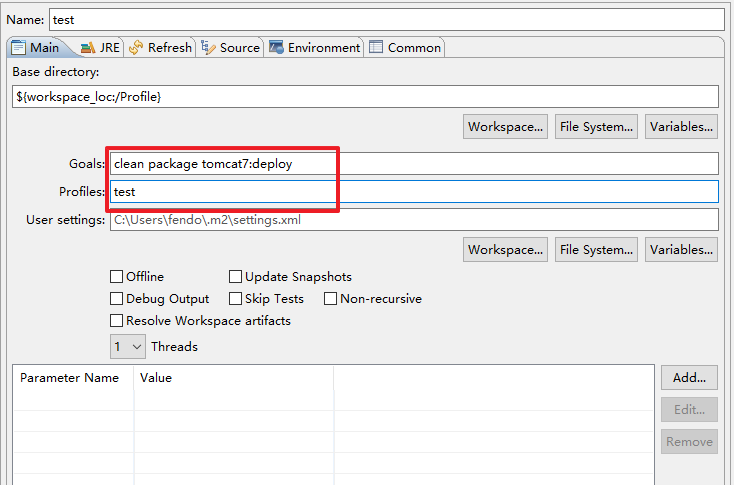 Name: test
Main JRE Refresh Source Environment Common
Base directory:
${workspace_loc:/Profile}
Workspace... File System... Variables...
Goals: clean package tomcat7:deploy
Profiles: test
User settings: C:\Users\fendo\.m2\settings.xml
Workspace... File System... Variables...
Offline Update Snapshots
Debug Output Skip Tests Non-recursive
Resolve Workspace artifacts
1 Threads
Parameter Name Value Add...
Edit...
Remove